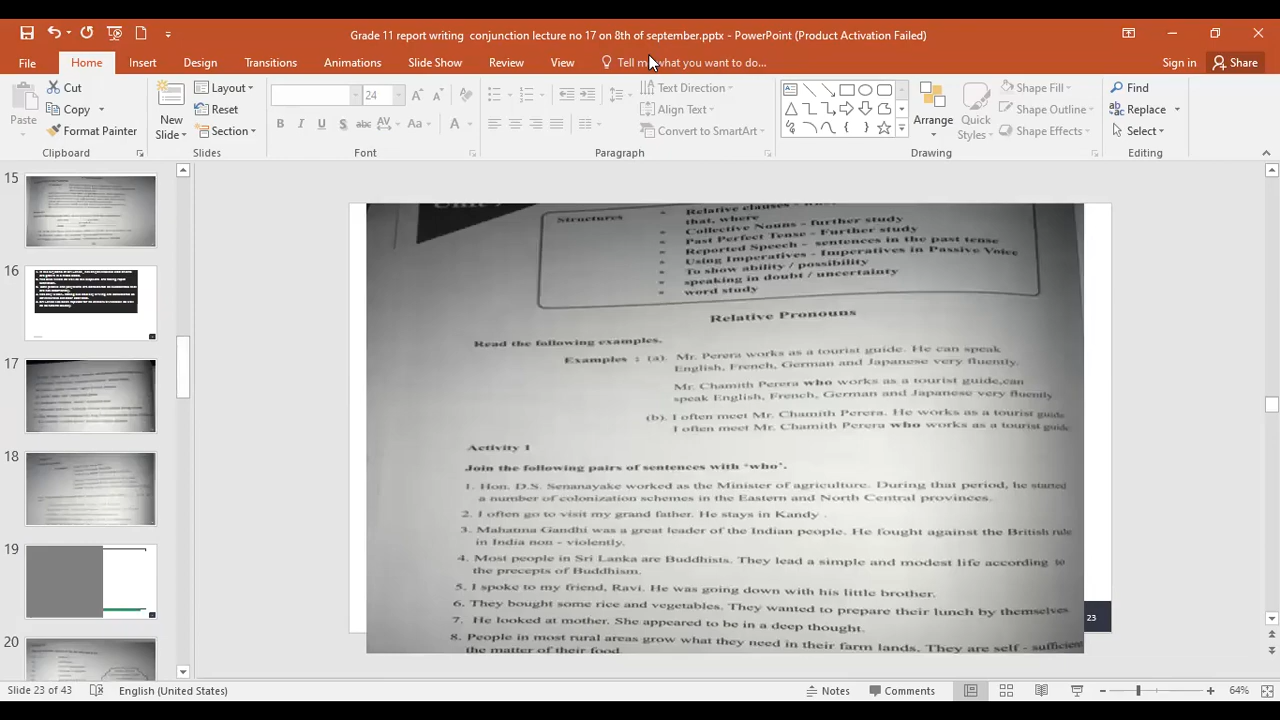 Grade 11 report writing conjunction lecture no 17 on 8th of september.pptx - PowerPoint (Product Activation Failed)
File Home Insert Design Transitions Animations Slide Show Review View Tell me what you want to do... Sign in Share
Paste
Cut
Copy
Format Painter
Clipboard
New Slide
Layout
Reset
Section
Slides
24
B I U S abc AV Aa A
Font
Text Direction
Align Text
Convert to SmartArt
Paragraph
Arrange
Quick Styles
Shape Fill
Shape Outline
Shape Effects
Drawing
Find
Replace
Select
Editing
15
16
17
18
19
20
Structures
Relative clauses
that, where
Collective Nouns - further study
Past Perfect Tense - Further study
Reported Speech - sentences in the past tense
Using Imperatives - Imperatives in Passive Voice
To show ability / possibility
speaking in doubt / uncertainty
word study
Relative Pronouns
Read the following examples.
Examples : (a). Mr. Perera works as a tourist guide. He can speak
English, French, German and Japanese very fluently.
Mr. Chamith Perera who works as a tourist guide,can
speak English, French, German and Japanese very fluently
(b). I often meet Mr. Chamith Perera. He works as a tourist guide
I often meet Mr. Chamith Perera who works as a tourist guide
Activity 1
Join the following pairs of sentences with 'who'.
1. Hon. D.S. Senanayake worked as the Minister of agriculture. During that period, he started
a number of colonization schemes in the Eastern and North Central provinces.
2. I often go to visit my grand father. He stays in Kandy .
3. Mahatma Gandhi was a great leader of the Indian people. He fought against the British rule
in India non - violently.
4. Most people in Sri Lanka are Buddhists. They lead a simple and modest life according to
the precepts of Buddhism.
5. I spoke to my friend, Ravi. He was going down with his little brother.
6. They bought some rice and vegetables. They wanted to prepare their lunch by themselves
7. He looked at mother. She appeared to be in a deep thought.
8. People in most rural areas grow what they need in their farm lands. They are self - sufficient
the matter of their food.
23
Slide 23 of 43 English (United States) Notes Comments 64%